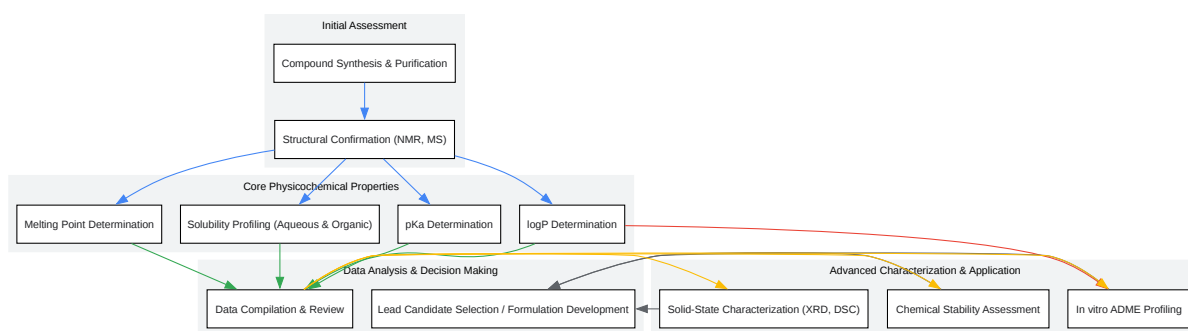 Initial Assessment
Compound Synthesis & Purification
Structural Confirmation (NMR, MS)
Core Physicochemical Properties
Melting Point Determination
Solubility Profiling (Aqueous & Organic)
pKa Determination
logP Determination
Data Analysis & Decision Making
Advanced Characterization & Application
Data Compilation & Review
Lead Candidate Selection / Formulation Development
Solid-State Characterization (XRD, DSC)
Chemical Stability Assessment
In vitro ADME Profiling